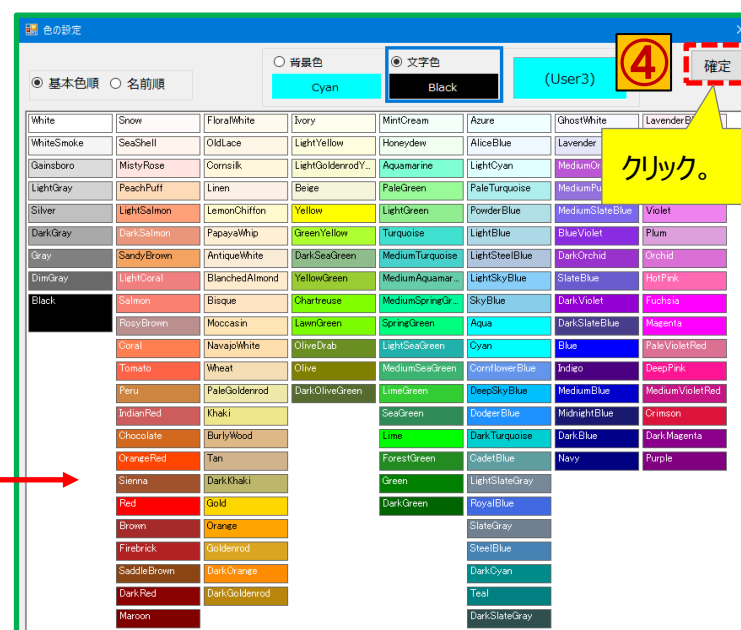 色の設定
基本色順 名前順
背景色 文字色
Cyan Black
(User3)
④
確定
クリック。
White Snow FloralWhite Ivory MintCream Azure GhostWhite
WhiteSmoke SeaShell OldLace LightYellow Honeydew AliceBlue Lavender
Gainsboro MistyRose Cornsilk LightGoldenrodY... Aquamarine LightCyan
LightGray PeachPuff Linen Beige PaleGreen PaleTurquoise
Silver LightSalmon LemonChiffon Yellow LightGreen PowderBlue MediumSlateBlue Violet
DarkGray DarkSalmon PapayaWhip GreenYellow Turquoise LightBlue BlueViolet Plum
Gray SandyBrown AntiqueWhite DarkSeaGreen MediumTurquoise LightSteelBlue DarkOrchid Orchid
DimGray LightCoral BlanchedAlmond YellowGreen MediumAquamar... LightSkyBlue SlateBlue HotPink
Black Salmon Bisque Chartreuse MediumSpringGr... SkyBlue DarkViolet Fuchsia
RosyBrown Moccasin LawnGreen SpringGreen Aqua DarkSlateBlue Magenta
Coral NavajoWhite OliveDrab LightSeaGreen Cyan Blue PaleVioletRed
Tomato Wheat Olive MediumSeaGreen CornflowerBlue Indigo DeepPink
Peru PaleGoldenrod DarkOliveGreen LimeGreen DeepSkyBlue MediumBlue MediumVioletRed
IndianRed Khaki SeaGreen DodgerBlue MidnightBlue Crimson
Chocolate BurlyWood Lime DarkTurquoise DarkBlue DarkMagenta
OrangeRed Tan ForestGreen CadetBlue Navy Purple
Sienna DarkKhaki Green LightSlateGray
Red Gold DarkGreen RoyalBlue
Brown Orange SlateGray
Firebrick Goldenrod SteelBlue
SaddleBrown DarkOrange DarkCyan
DarkRed DarkGoldenrod Teal
Maroon DarkSlateGray